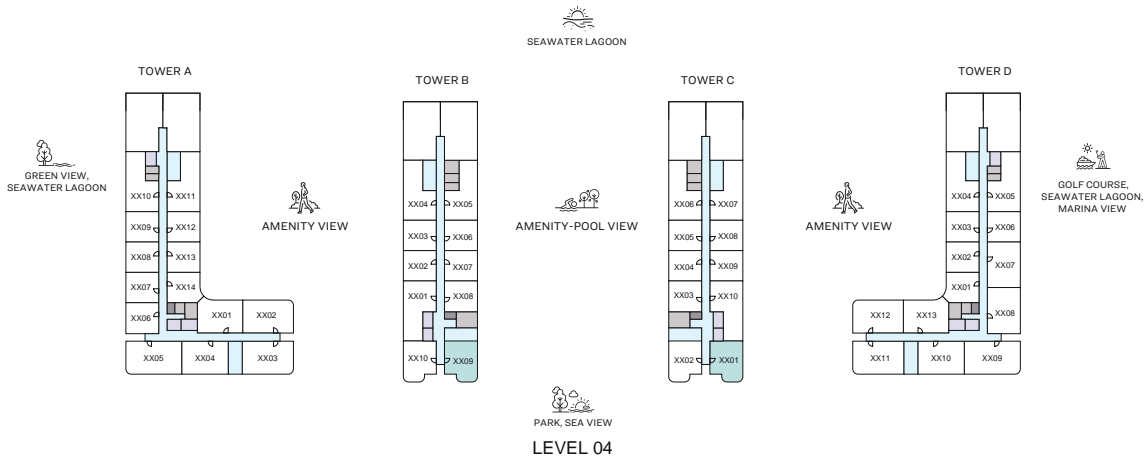 SEAWATER LAGOON
TOWER A
TOWER B
TOWER C
TOWER D
GREEN VIEW,
SEAWATER LAGOON
AMENITY VIEW
AMENITY-POOL VIEW
AMENITY VIEW
GOLF COURSE,
SEAWATER LAGOON,
MARINA VIEW
XX10 XX11
XX09 XX12
XX08 XX13
XX07 XX14
XX06 XX01 XX02
XX05 XX04 XX03
XX04 XX05
XX03 XX06
XX02 XX07
XX01 XX08
XX10 XX09
XX06 XX07
XX05 XX08
XX04 XX09
XX03 XX10
XX02 XX01
XX04 XX05
XX03 XX06
XX02 XX07
XX01
XX12 XX13 XX08
XX11 XX10 XX09
PARK, SEA VIEW
LEVEL 04